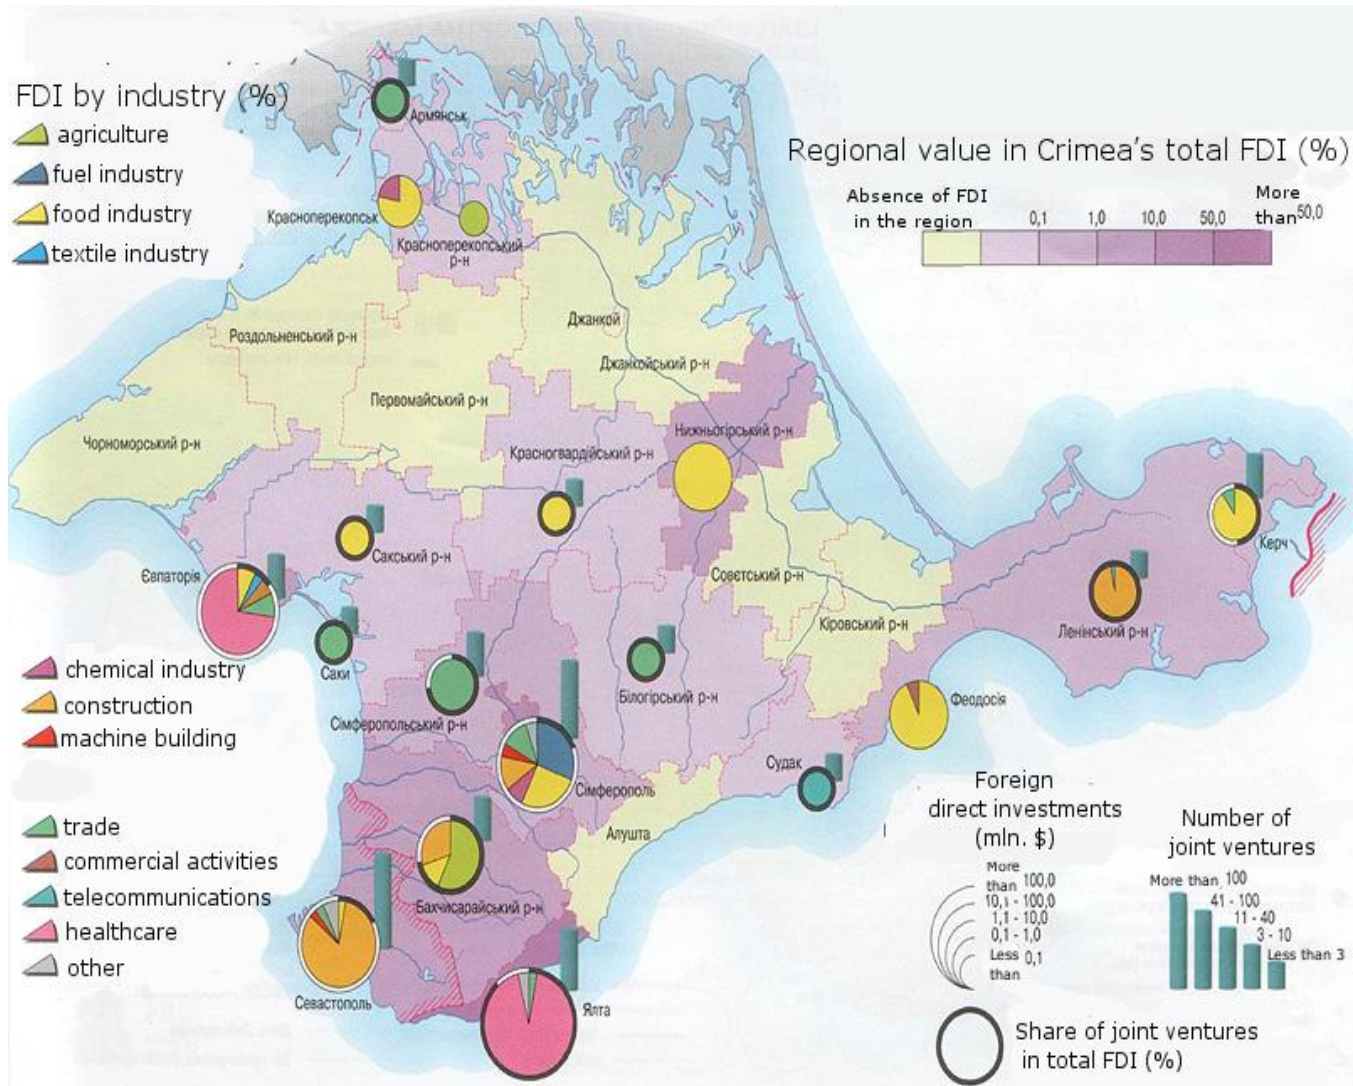 FDI by industry (%)
agriculture
fuel industry
food industry
textile industry
Regional value in Crimea's total FDI (%)
Absence of FDI
in the region
0,1
1,0
10,0
50,0
More
than 50,0
Армянськ
Красноперекопськ
Красноперекопський
р-н
Джанкой
Роздольненський р-н
Джанкойський р-н
Первомайський р-н
Нижньогірський р-н
Чорноморський р-н
Красногвардійський р-н
Керч
Сакський р-н
Совєтський р-н
Євпаторія
Кіровський р-н
Ленінський р-н
chemical industry
construction
machine building
Саки
Білогірський р-н
Феодосія
Сімферопольський р-н
Судак
Сімферополь
Алушта
trade
commercial activities
telecommunications
healthcare
other
Бахчисарайський р-н
Севастополь
Ялта
Foreign
direct investments
(mln. $)
More
than 100,0
10,1 - 100,0
1,1 - 10,0
0,1 - 1,0
Less 0,1
than
Number of
joint ventures
More than 100
41 - 100
11 - 40
3 - 10
Less than 3
Share of joint ventures
in total FDI (%)